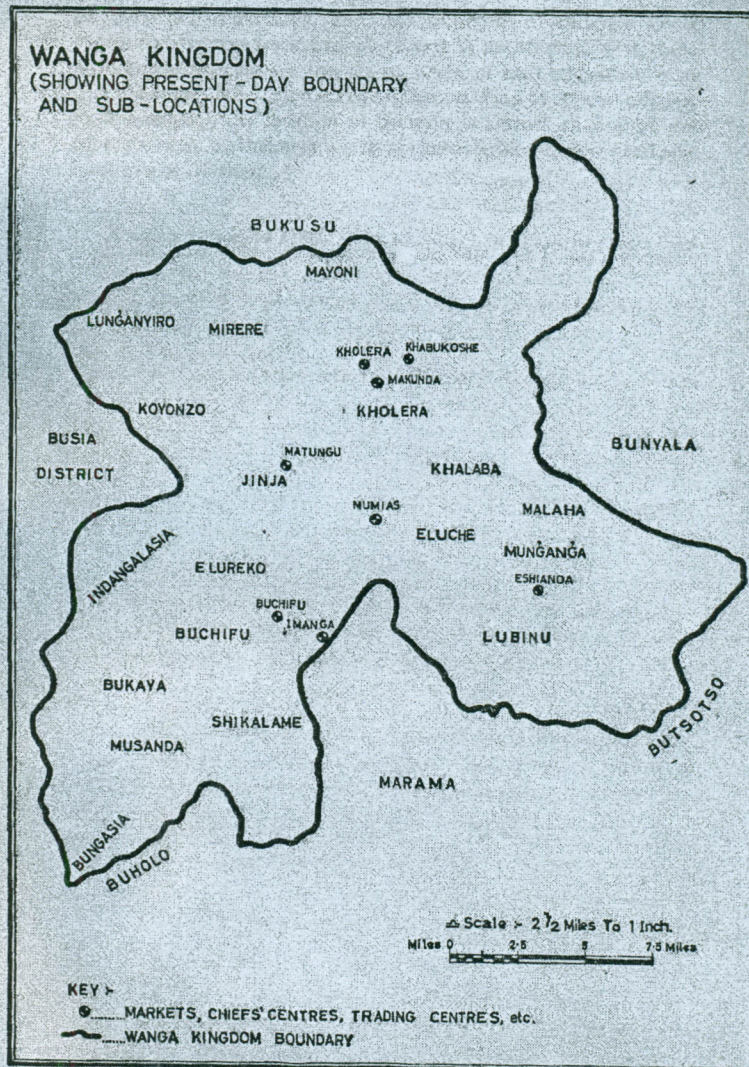 WANGA KINGDOM
(SHOWING PRESENT-DAY BOUNDARY
AND SUB-LOCATIONS)
BUKUSU
MAYONI
LUNGANYIRO
MIRERE
KHOLERA
KHABUKOSHE
MAKUNDA
KOYONZO
KHOLERA
BUSIA
DISTRICT
BUNYALA
MATUNGU
JINJA
KHALABA
MUMIAS
MALAHA
ELUCHE
MUNGANGA
INDANGALASIA
ELUREKO
ESHIANDA
BUCHIFU
IMANGA
BUCHIFU
LUBINU
BUKAYA
SHIKALAME
MUSANDA
BUTSOTSO
MARAMA
BUNGASIA
BUHOLO
Scale :- 2 1/2 Miles To 1 Inch.
Miles 0 2·5 5 7·5 Miles
KEY :-
MARKETS, CHIEFS' CENTRES, TRADING CENTRES, etc.
WANGA KINGDOM BOUNDARY